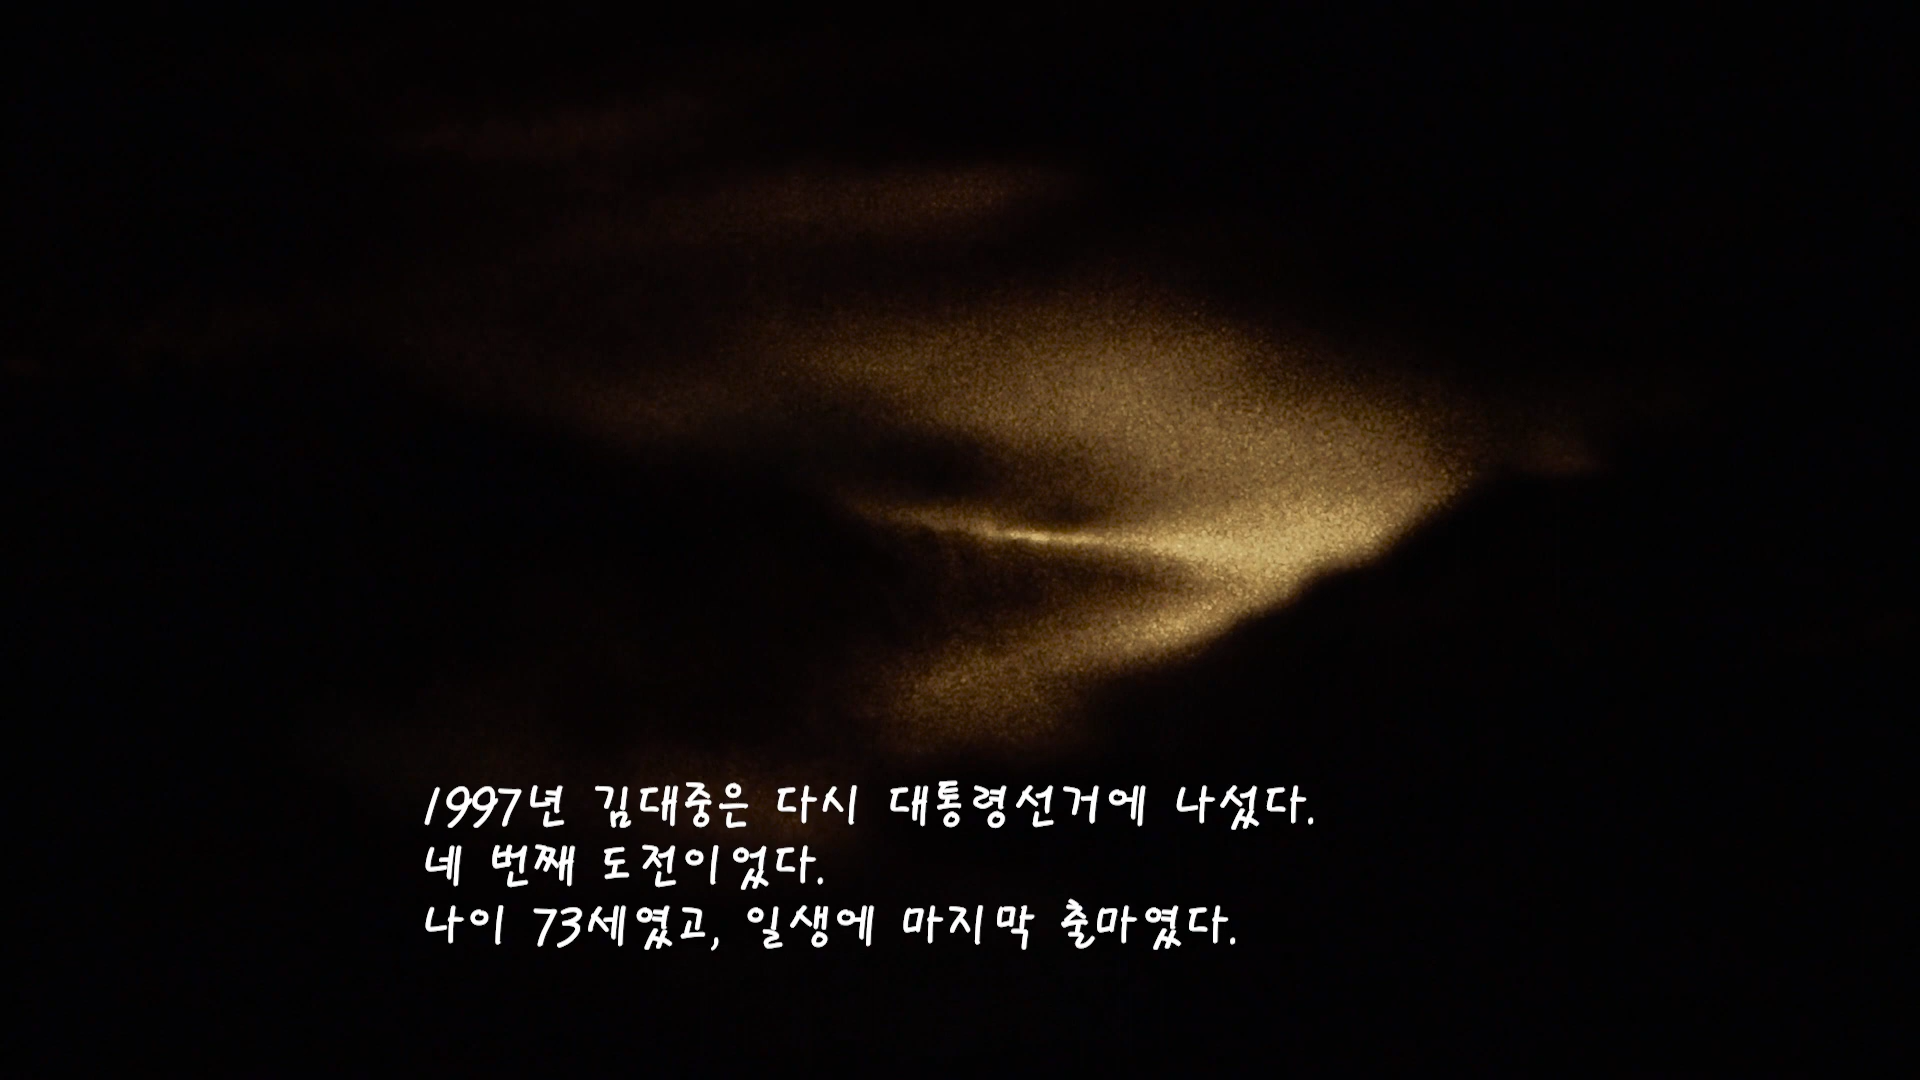 1997년 김대중은 다시 대통령선거에 나섰다.
네 번째 도전이었다.
나이 73세였고, 일생에 마지막 출마였다.